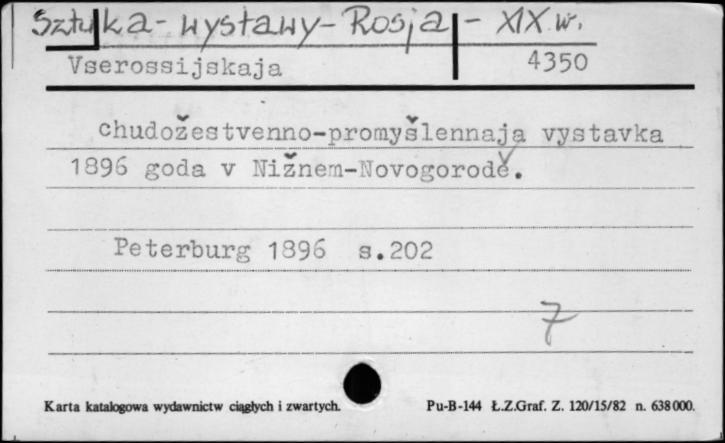 Sztuka - wystawy - Rosja - XIX w.
Vserossijskaja 4350
chudožestvenno-promyšlennaja vystavka
1896 goda v Nižnem-Novogorodě.
Peterburg 1896 s.202
7
Karta katalogowa wydawnictw ciągłych i zwartych. Pu-B-144 Ł.Z.Graf. Z. 120/15/82 n. 638000.